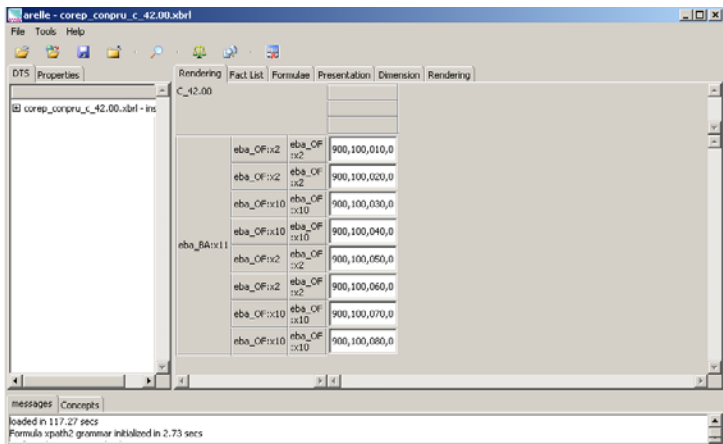 arelle - corep_conpru_c_42.00.xbrl
File Tools Help
DTS Properties
Rendering Fact List Formulae Presentation Dimension Rendering
C_42.00
corep_conpru_c_42.00.xbrl - ins
eba_BA:x11
eba_OF:x2 eba_OF:x2 900,100,010,0
eba_OF:x2 eba_OF:x2 900,100,020,0
eba_OF:x10 eba_OF:x10 900,100,030,0
eba_OF:x10 eba_OF:x10 900,100,040,0
eba_OF:x2 eba_OF:x2 900,100,050,0
eba_OF:x2 eba_OF:x2 900,100,060,0
eba_OF:x10 eba_OF:x10 900,100,070,0
eba_OF:x10 eba_OF:x10 900,100,080,0
messages Concepts
loaded in 117.27 secs
Formula xpath2 grammar initialized in 2.73 secs